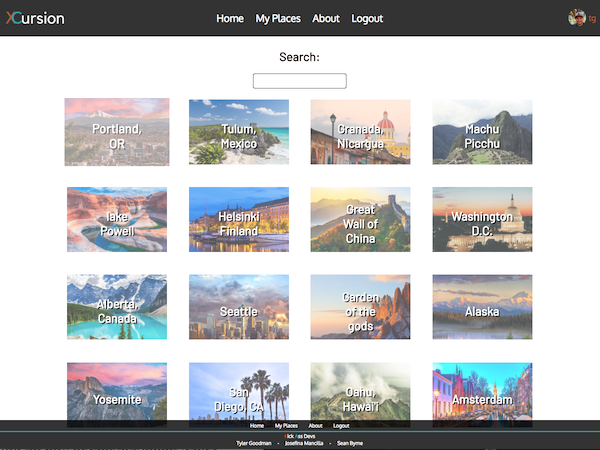 XCursion
Home My Places About Logout
tg
Search:
Portland,
OR
Tulum,
Mexico
Granada,
Nicargua
Machu
Picchu
lake
Powell
Helsinki
Finland
Great
Wall of
China
Washington
D.C.
Alberta,
Canada
Seattle
Garden
of the
gods
Alaska
Yosemite
San
Diego, CA
Oahu,
Hawai'i
Amsterdam
Home My Places About Logout
Devs
Tyler Goodman - Josefina Mancilla - Sean Byrne